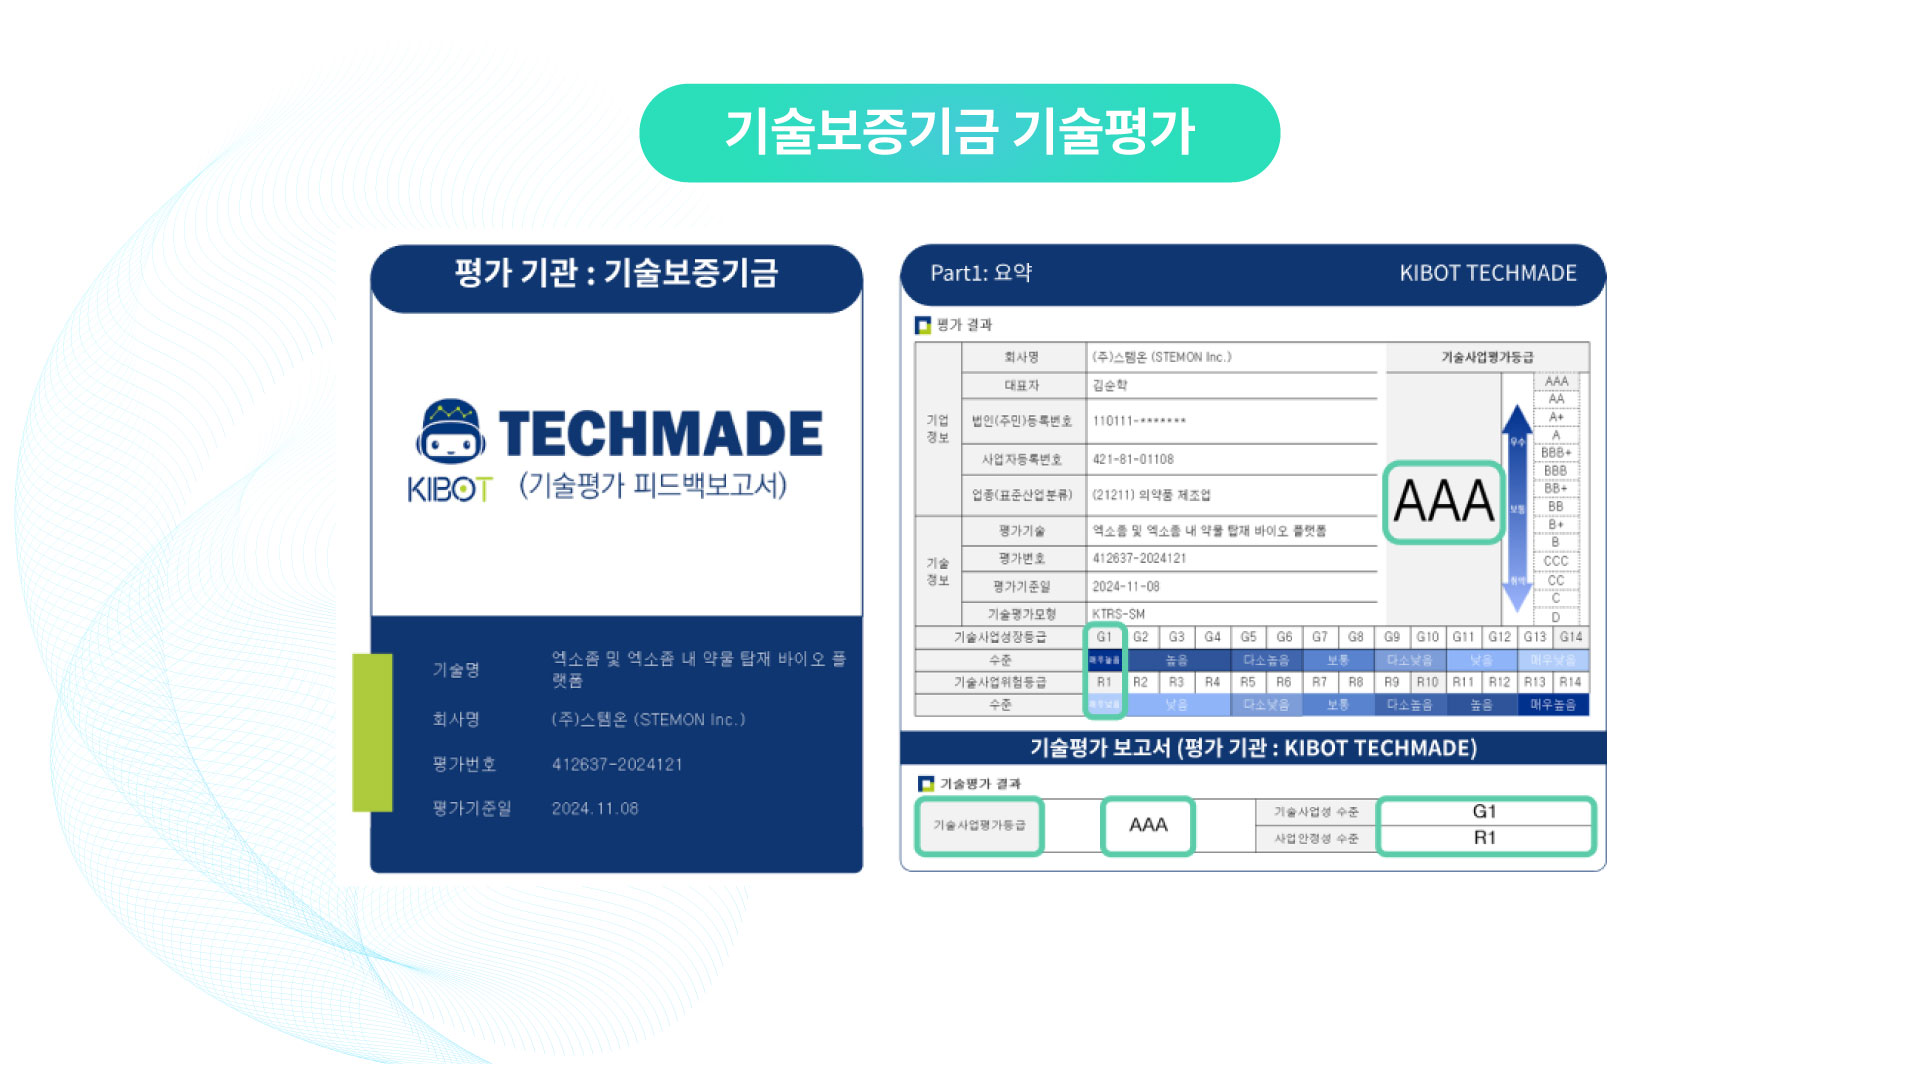 기술보증기금 기술평가
평가 기관 : 기술보증기금
TECHMADE
KIBOT (기술평가 피드백보고서)
기술명 엑소좀 및 엑소좀 내 약물 탑재 바이오 플
랫폼
회사명 (주)스템온 (STEMON Inc.)
평가번호 412637-2024121
평가기준일 2024.11.08
Part1: 요약 KIBOT TECHMADE
평가 결과
기업
정보
회사명 (주)스템온 (STEMON Inc.)
대표자 김순학
법인(주민)등록번호 110111-*******
사업자등록번호 421-81-01108
업종(표준산업분류) (21211) 의약품 제조업
기술
정보
평가기술 엑소좀 및 엑소좀 내 약물 탑재 바이오 플랫폼
평가번호 412637-2024121
평가기준일 2024-11-08
기술평가모형 KTRS-SM
기술사업평가등급
AAA
우수
보통
취약
AAA
AA
A+
A
BBB+
BBB
BB+
BB
B+
B
CCC
CC
C
D
기술사업성장등급 G1 G2 G3 G4 G5 G6 G7 G8 G9 G10 G11 G12 G13 G14
수준 매우높음 높음 다소높음 보통 다소낮음 낮음 매우낮음
기술사업위험등급 R1 R2 R3 R4 R5 R6 R7 R8 R9 R10 R11 R12 R13 R14
수준 매우낮음 낮음 다소낮음 보통 다소높음 높음 매우높음
기술평가 보고서 (평가 기관 : KIBOT TECHMADE)
기술평가 결과
기술사업평가등급 AAA
기술사업성 수준 G1
사업안정성 수준 R1